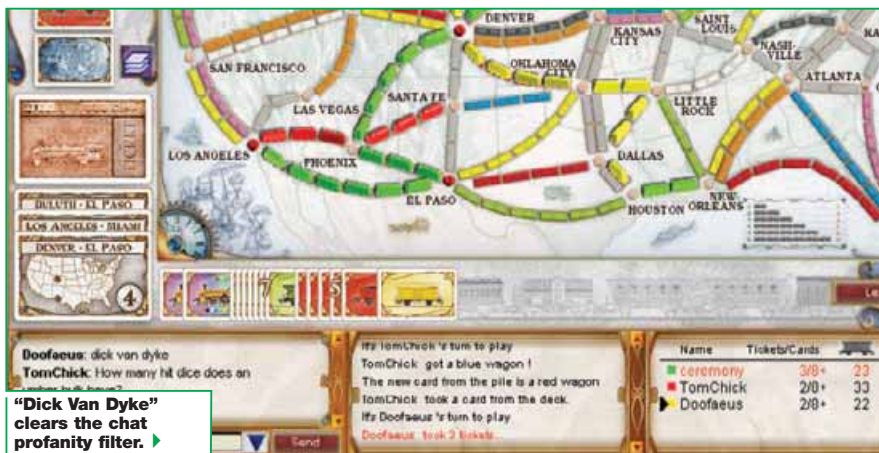 DENVER
KANSAS
CITY
SAINT
LOUIS
NASH-
VILLE
OKLAHOMA
CITY
SAN FRANCISCO
ATLANTA
LAS VEGAS
SANTA FE
LITTLE
ROCK
LOS ANGELES
PHOENIX
DALLAS
EL PASO
HOUSTON
NEW
ORLEANS
DULUTH - EL PASO
LOS ANGELES - MIAMI
DENVER - EL PASO
4
7
5
Doofaeus: dick van dyke
TomChick: How many hit dice does an
Send
It's TomChick's turn to play
TomChick got a blue wagon !
The new card from the pile is a red wagon
TomChick took a card from the deck.
It's Doofaeus 's turn to play
Doofaeus took 2 tickets...
Name Tickets/Cards
ceremony 3/8+ 23
TomChick 2/0+ 33
Doofaeus 2/8+ 22
“Dick Van Dyke”
clears the chat
profanity filter.